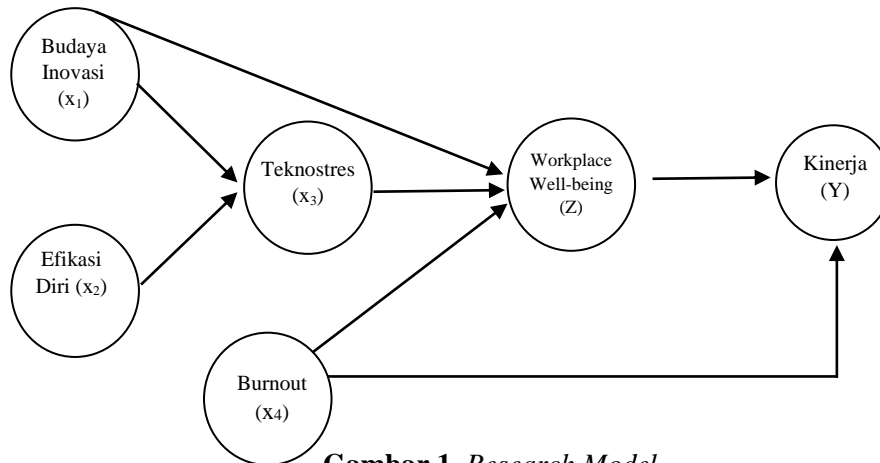 Budaya
Inovasi
(x₁)
Teknostres
(x₃)
Workplace
Well-being
(Z)
Kinerja
(Y)
Efikasi
Diri (x₂)
Burnout
(x₄)
Gambar 1. Research Model